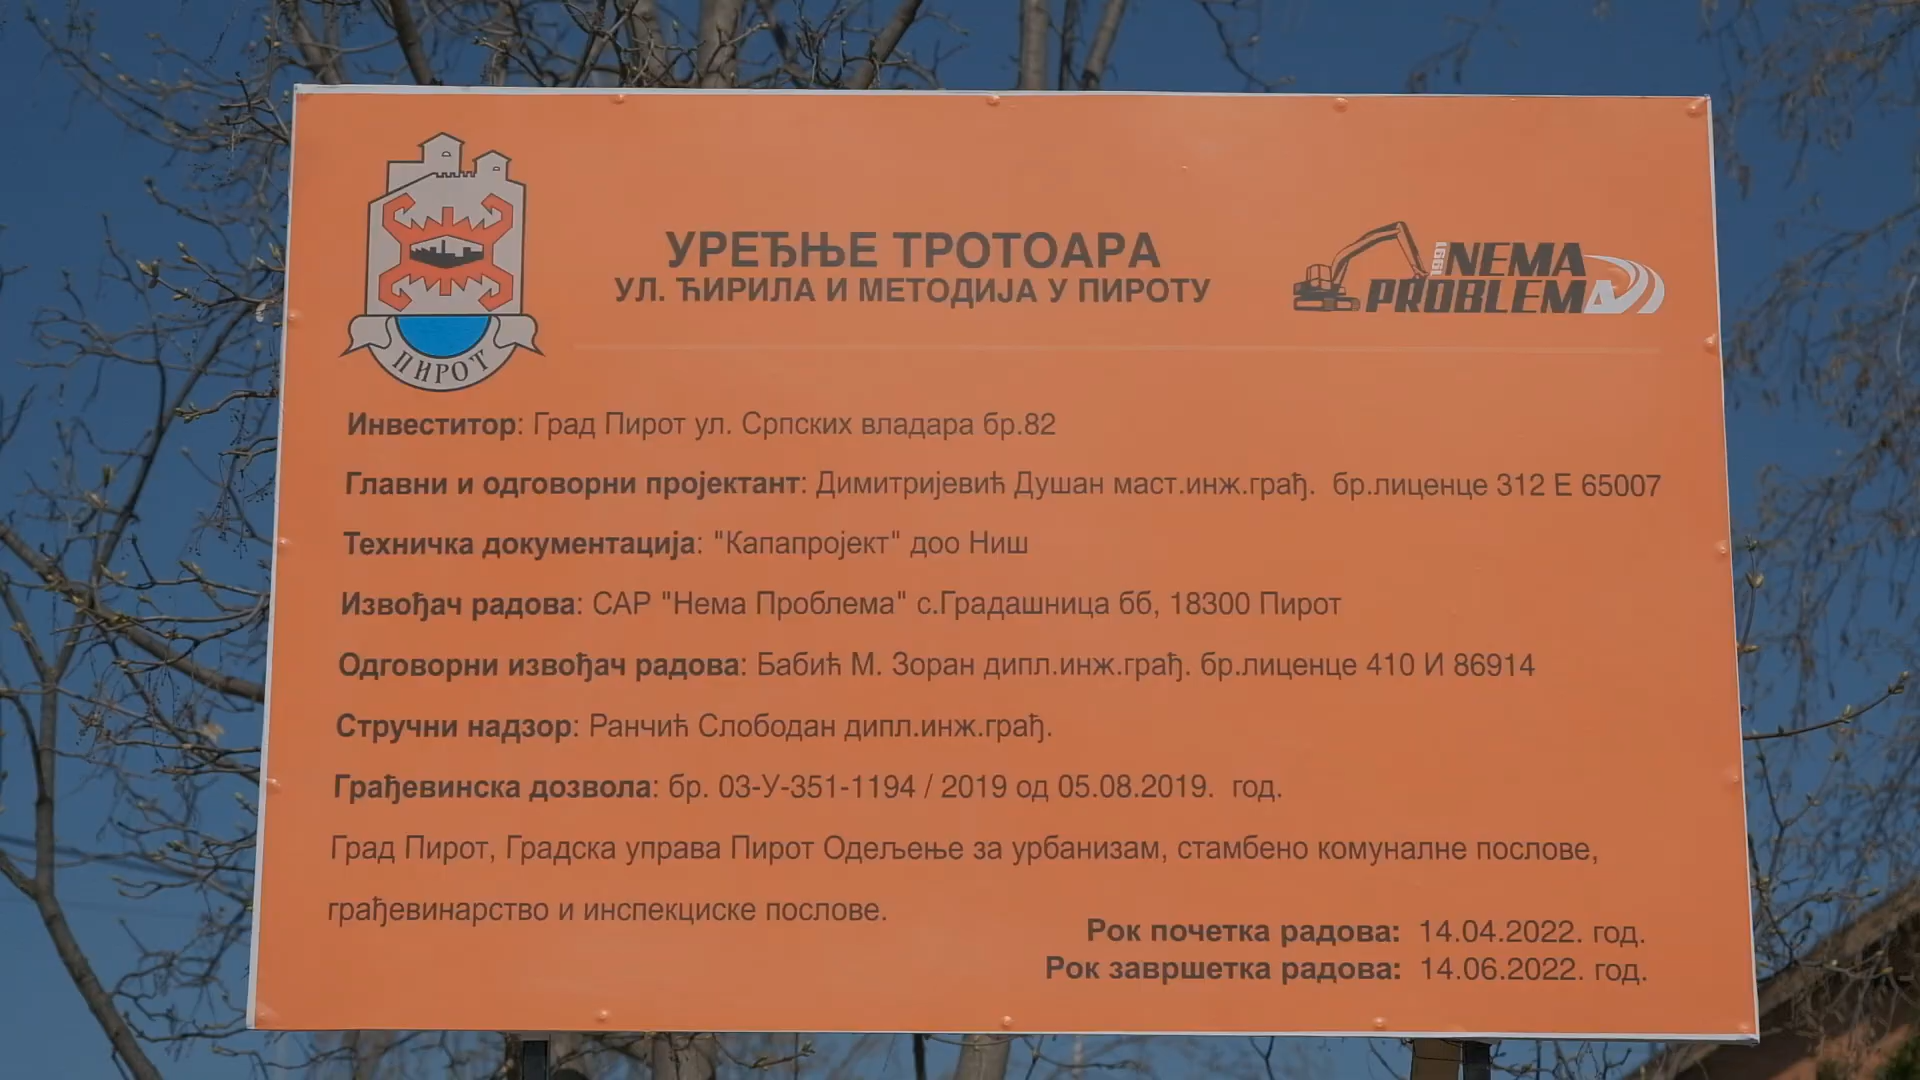 УРЕЂЊЕ ТРОТОАРА
УЛ. ЋИРИЛА И МЕТОДИЈА У ПИРОТУ
1991 NEMA
PROBLEMA
ПИРОТ
Инвеститор: Град Пирот ул. Српских владара бр.82
Главни и одговорни пројектант: Димитријевић Душан маст.инж.грађ. бр.лиценце 312 Е 65007
Техничка документација: "Капапројект" доо Ниш
Извођач радова: САР "Нема Проблема" с.Градашница бб, 18300 Пирот
Одговорни извођач радова: Бабић М. Зоран дипл.инж.грађ. бр.лиценце 410 И 86914
Стручни надзор: Ранчић Слободан дипл.инж.грађ.
Грађевинска дозвола: бр. 03-У-351-1194 / 2019 од 05.08.2019. год.
Град Пирот, Градска управа Пирот Одељење за урбанизам, стамбено комуналне послове,
грађевинарство и инспекциске послове.
Рок почетка радова: 14.04.2022. год.
Рок завршетка радова: 14.06.2022. год.